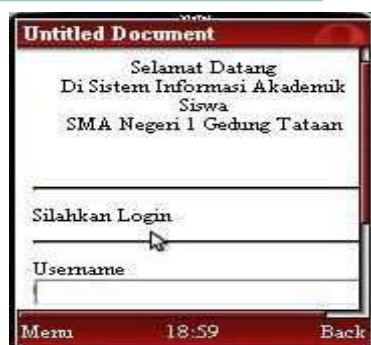 Untitled Document
Selamat Datang
Di Sistem Informasi Akademik
Siswa
SMA Negeri 1 Gedung Tataan
Silahkan Login
Username
Menu 18:59 Back